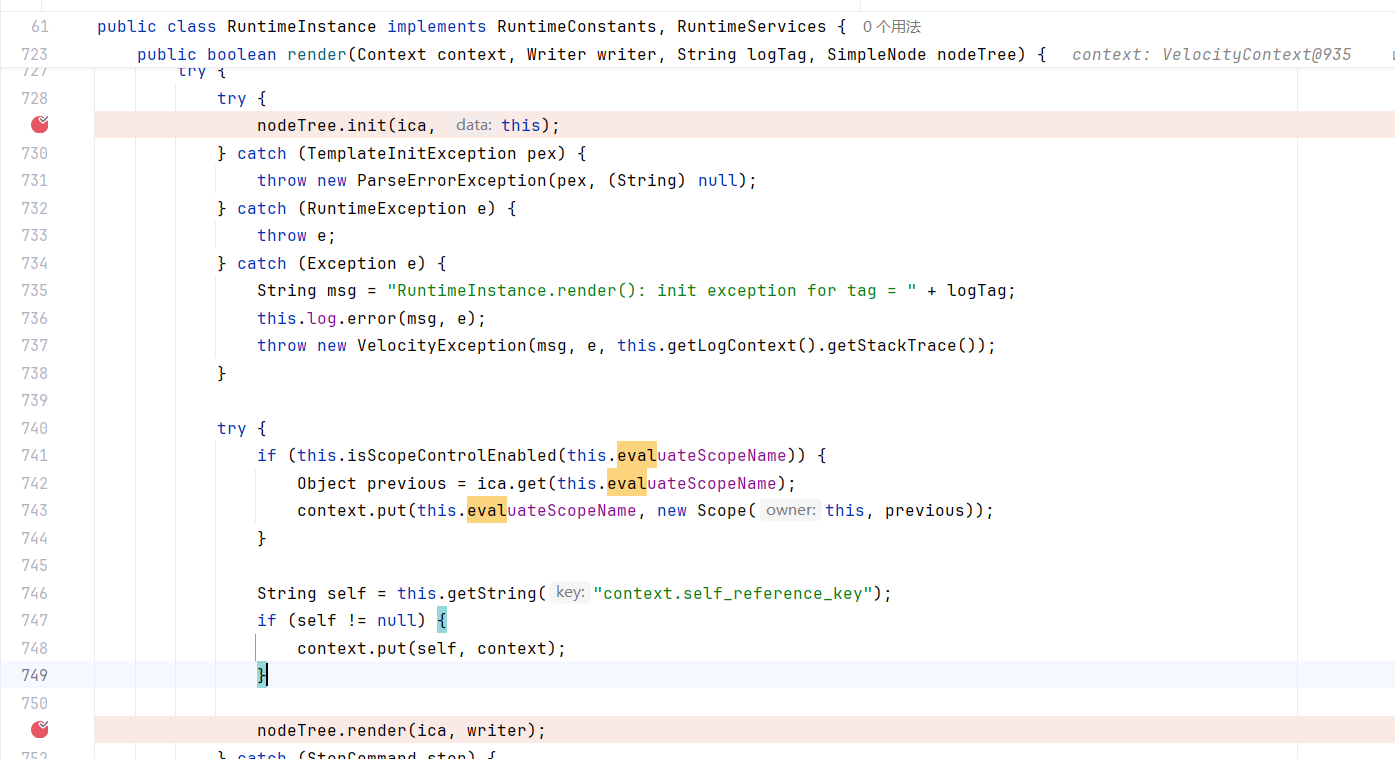 61 public class RuntimeInstance implements RuntimeConstants, RuntimeServices { 0 个用法
723 public boolean render(Context context, Writer writer, String logTag, SimpleNode nodeTree) { context: VelocityContext@935
727 try {
728 try {
nodeTree.init(ica, data: this);
730 } catch (TemplateInitException pex) {
731 throw new ParseErrorException(pex, (String) null);
732 } catch (RuntimeException e) {
733 throw e;
734 } catch (Exception e) {
735 String msg = "RuntimeInstance.render(): init exception for tag = " + logTag;
736 this.log.error(msg, e);
737 throw new VelocityException(msg, e, this.getLogContext().getStackTrace());
738 }
739
740 try {
741 if (this.isScopeControlEnabled(this.evaluateScopeName)) {
742 Object previous = ica.get(this.evaluateScopeName);
743 context.put(this.evaluateScopeName, new Scope( owner: this, previous));
744 }
745
746 String self = this.getString( key: "context.self_reference_key");
747 if (self != null) {
748 context.put(self, context);
749 }
750
nodeTree.render(ica, writer);
752 } catch (StopCommand stop) {